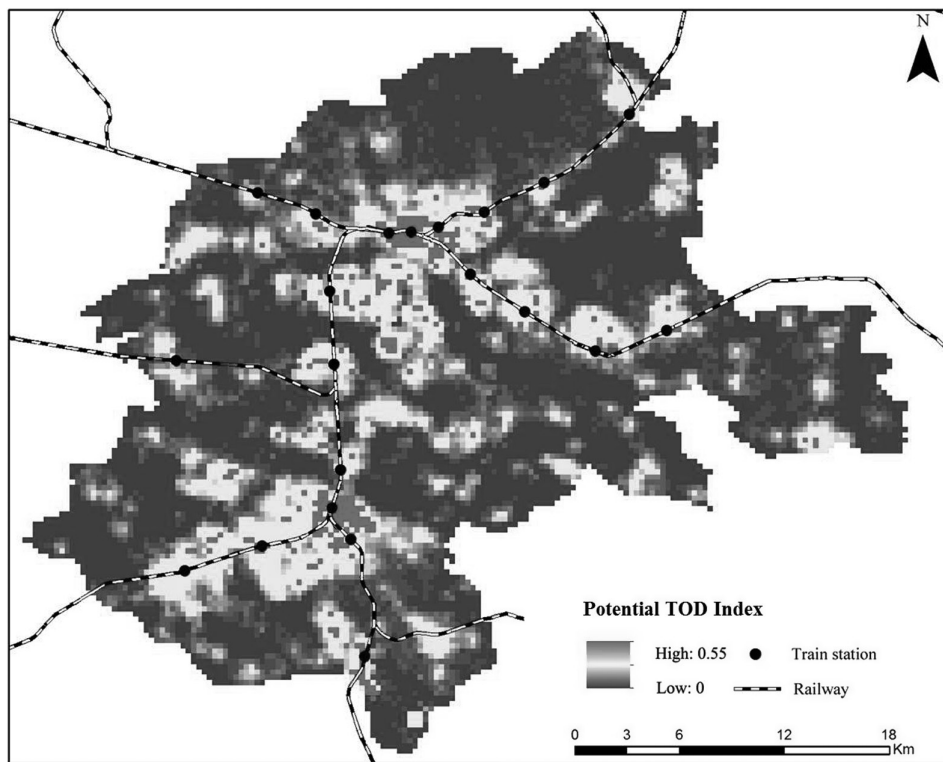 N
Potential TOD Index
High: 0.55
Train station
Low: 0
Railway
0 3 6 12 18
Km